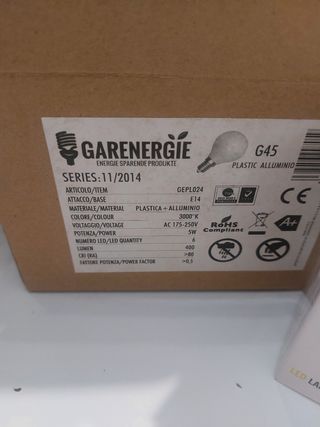 GARENERGIE
ENERGIE SPARENDE PRODUKTE
G45
PLASTIC ALLUMINIO
SERIES: 11/2014
ARTICOLO/ITEM GEPL024
ATTACCO/BASE E14
MATERIALE/MATERIAL PLASTICA+ALLUMINIO
COLORE/COLOUR 3000°K
VOLTAGGIO/VOLTAGE AC 175-250V
POTENZA/POWER 5W
NUMERO LED/LED QUANTITY 6
LUMEN 400
CRI (RA) >80
FATTORE POTENZA/POWER FACTOR >0,5
CE
RoHS
Compliant
A+
LED LA